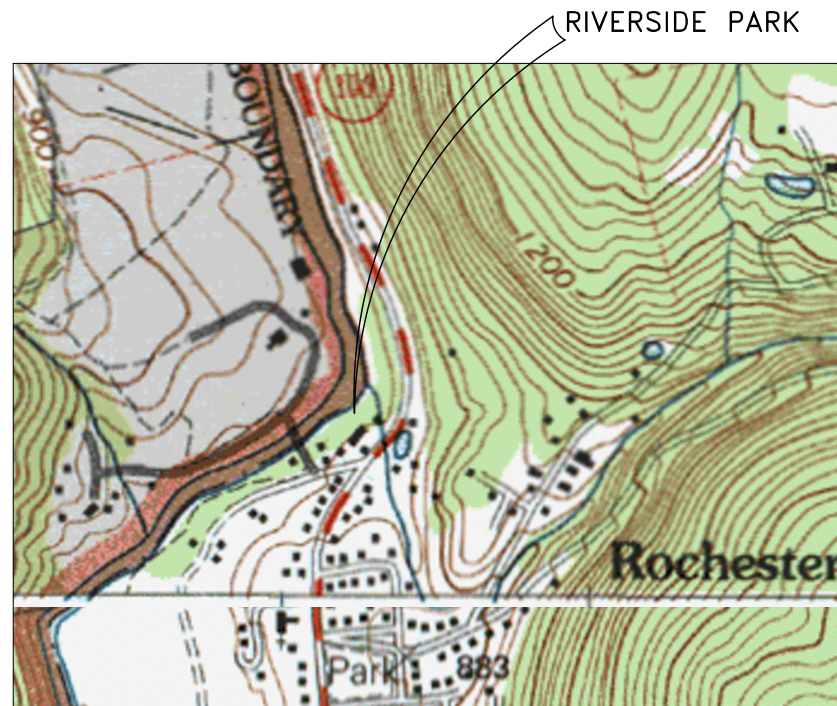 RIVERSIDE PARK
BOUNDARY
100
900
1200
Rochester
Park
883